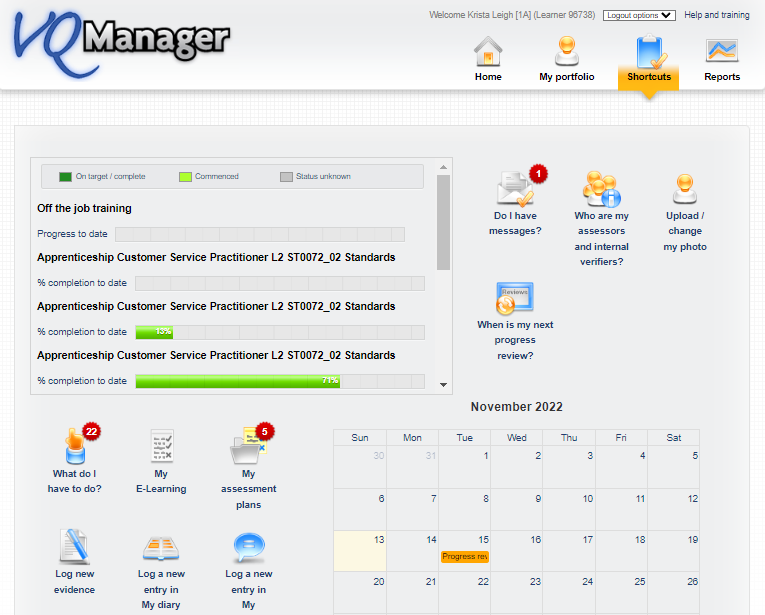 VQManager
Welcome Krista Leigh [1A] (Learner 96738)
Logout options
Help and training
Home
My portfolio
Shortcuts
Reports
On target / complete
Commenced
Status unknown
Off the job training
Progress to date
Apprenticeship Customer Service Practitioner L2 ST0072_02 Standards
% completion to date
Apprenticeship Customer Service Practitioner L2 ST0072_02 Standards
% completion to date
13%
Apprenticeship Customer Service Practitioner L2 ST0072_02 Standards
% completion to date
71%
1
Do I have
messages?
Who are my
assessors
and internal
verifiers?
Upload /
change
my photo
Reviews
When is my next
progress
review?
22
What do I
have to do?
My
E-Learning
5
My
assessment
plans
Log new
evidence
Log a new
entry in
My diary
Log a new
entry in
My
November 2022
Sun Mon Tue Wed Thu Fri Sat
30 31 1 2 3 4 5
6 7 8 9 10 11 12
13 14 15 16 17 18 19
Progress rev
20 21 22 23 24 25 26